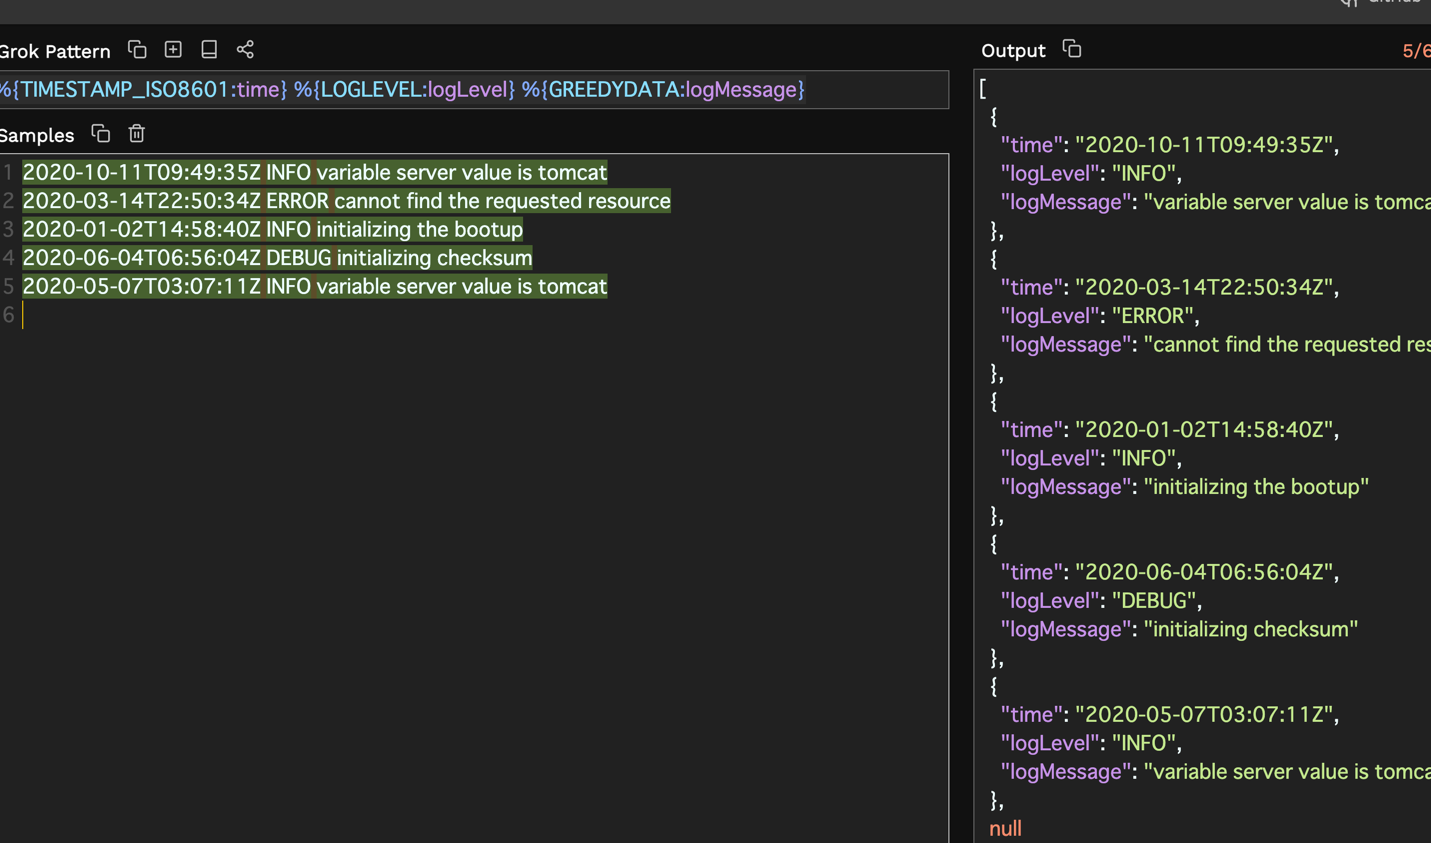 Grok Pattern
%{TIMESTAMP_ISO8601:time} %{LOGLEVEL:logLevel} %{GREEDYDATA:logMessage}
Samples
1 2020-10-11T09:49:35Z INFO variable server value is tomcat
2 2020-03-14T22:50:34Z ERROR cannot find the requested resource
3 2020-01-02T14:58:40Z INFO initializing the bootup
4 2020-06-04T06:56:04Z DEBUG initializing checksum
5 2020-05-07T03:07:11Z INFO variable server value is tomcat
6
Output 5/6
[
{
"time": "2020-10-11T09:49:35Z",
"logLevel": "INFO",
"logMessage": "variable server value is tomca
},
{
"time": "2020-03-14T22:50:34Z",
"logLevel": "ERROR",
"logMessage": "cannot find the requested res
},
{
"time": "2020-01-02T14:58:40Z",
"logLevel": "INFO",
"logMessage": "initializing the bootup"
},
{
"time": "2020-06-04T06:56:04Z",
"logLevel": "DEBUG",
"logMessage": "initializing checksum"
},
{
"time": "2020-05-07T03:07:11Z",
"logLevel": "INFO",
"logMessage": "variable server value is tomca
},
null